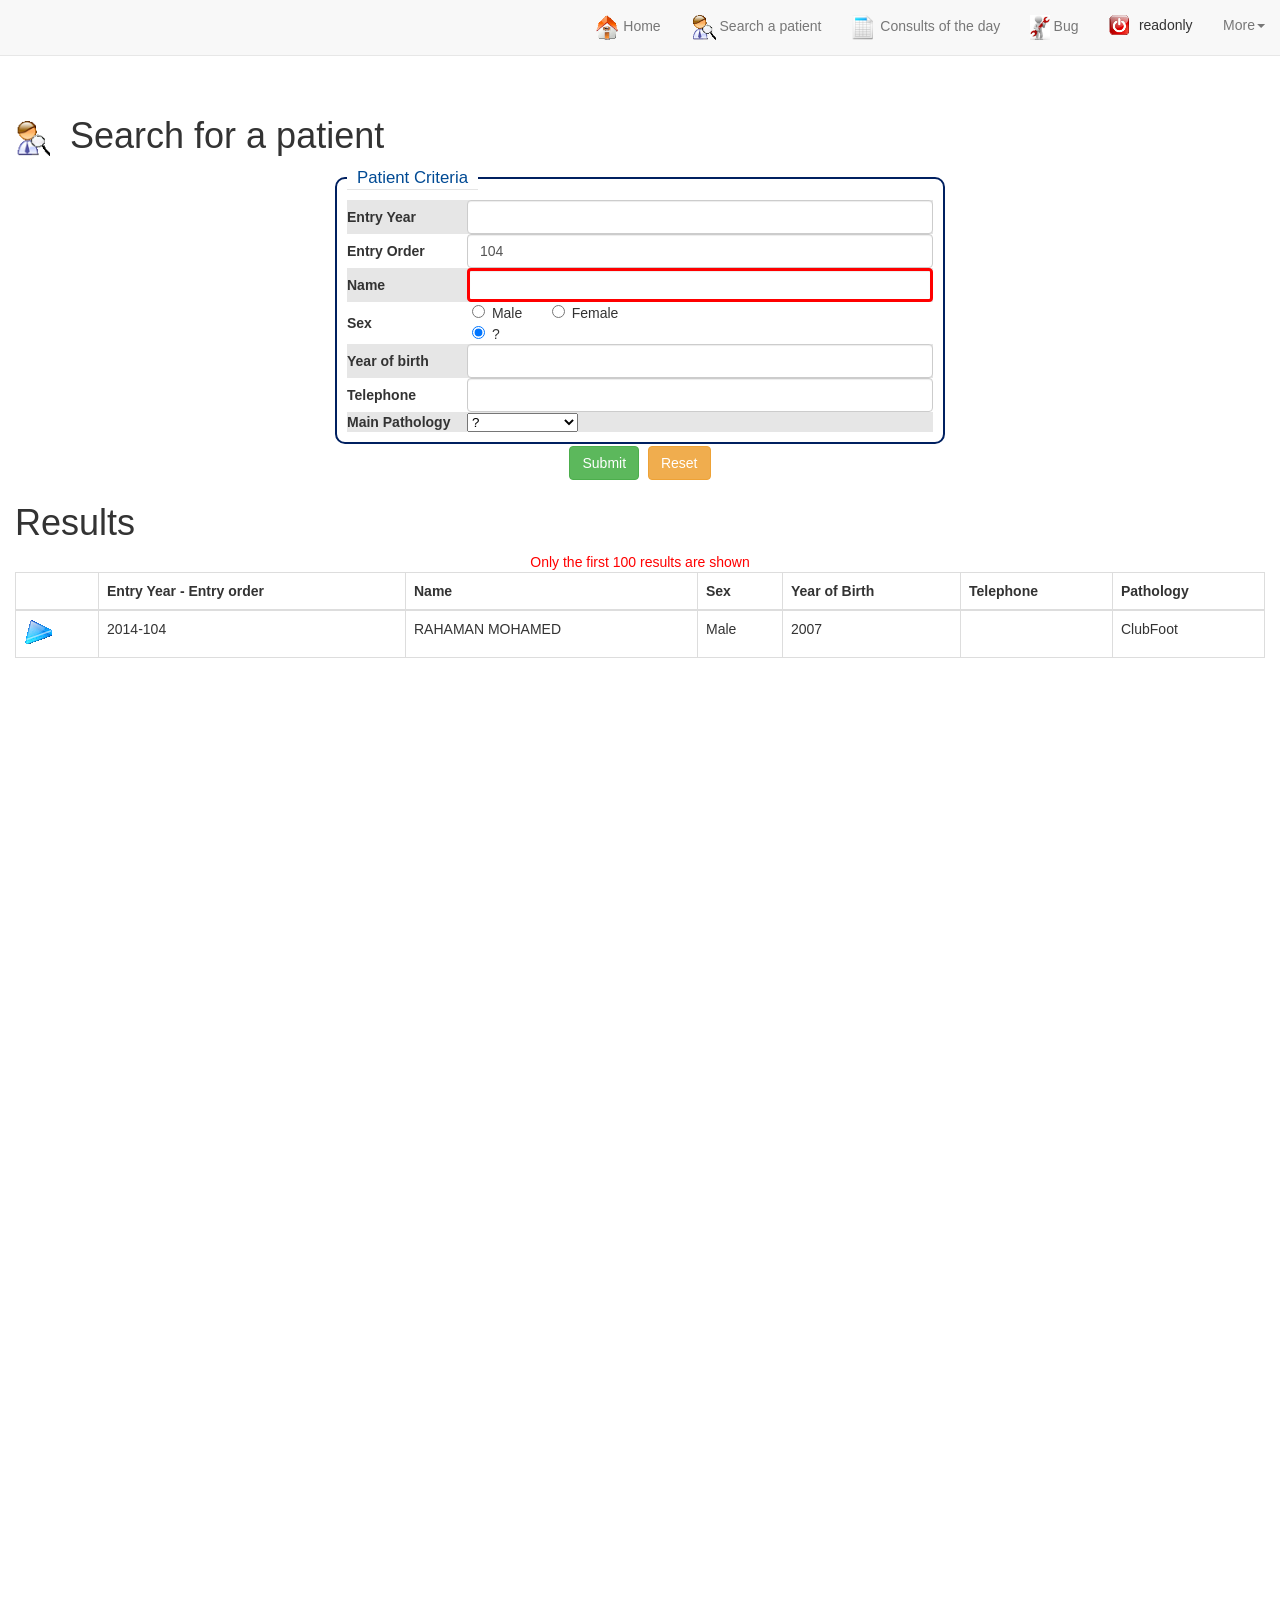 Home Search a patient Consults of the day Bug readonly More
Search for a patient
Patient Criteria
Entry Year
Entry Order 104
Name
Sex Male Female
?
Year of birth
Telephone
Main Pathology ?
Submit Reset
Results
Only the first 100 results are shown
Entry Year - Entry order Name Sex Year of Birth Telephone Pathology
2014-104 RAHAMAN MOHAMED Male 2007 ClubFoot